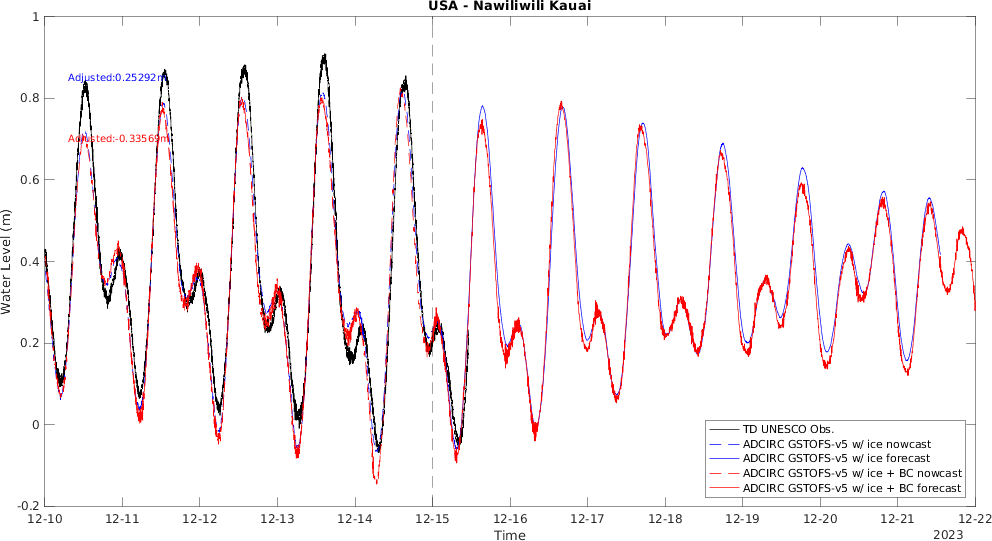 USA - Nawiliwili Kauai
1
0.8
0.6
0.4
0.2
0
-0.2
Water Level (m)
Adjusted:0.25292m
Adjusted:-0.33569m
TD UNESCO Obs.
ADCIRC GSTOFS-v5 w/ ice nowcast
ADCIRC GSTOFS-v5 w/ ice forecast
ADCIRC GSTOFS-v5 w/ ice + BC nowcast
ADCIRC GSTOFS-v5 w/ ice + BC forecast
12-10 12-11 12-12 12-13 12-14 12-15 12-16 12-17 12-18 12-19 12-20 12-21 12-22
Time
2023